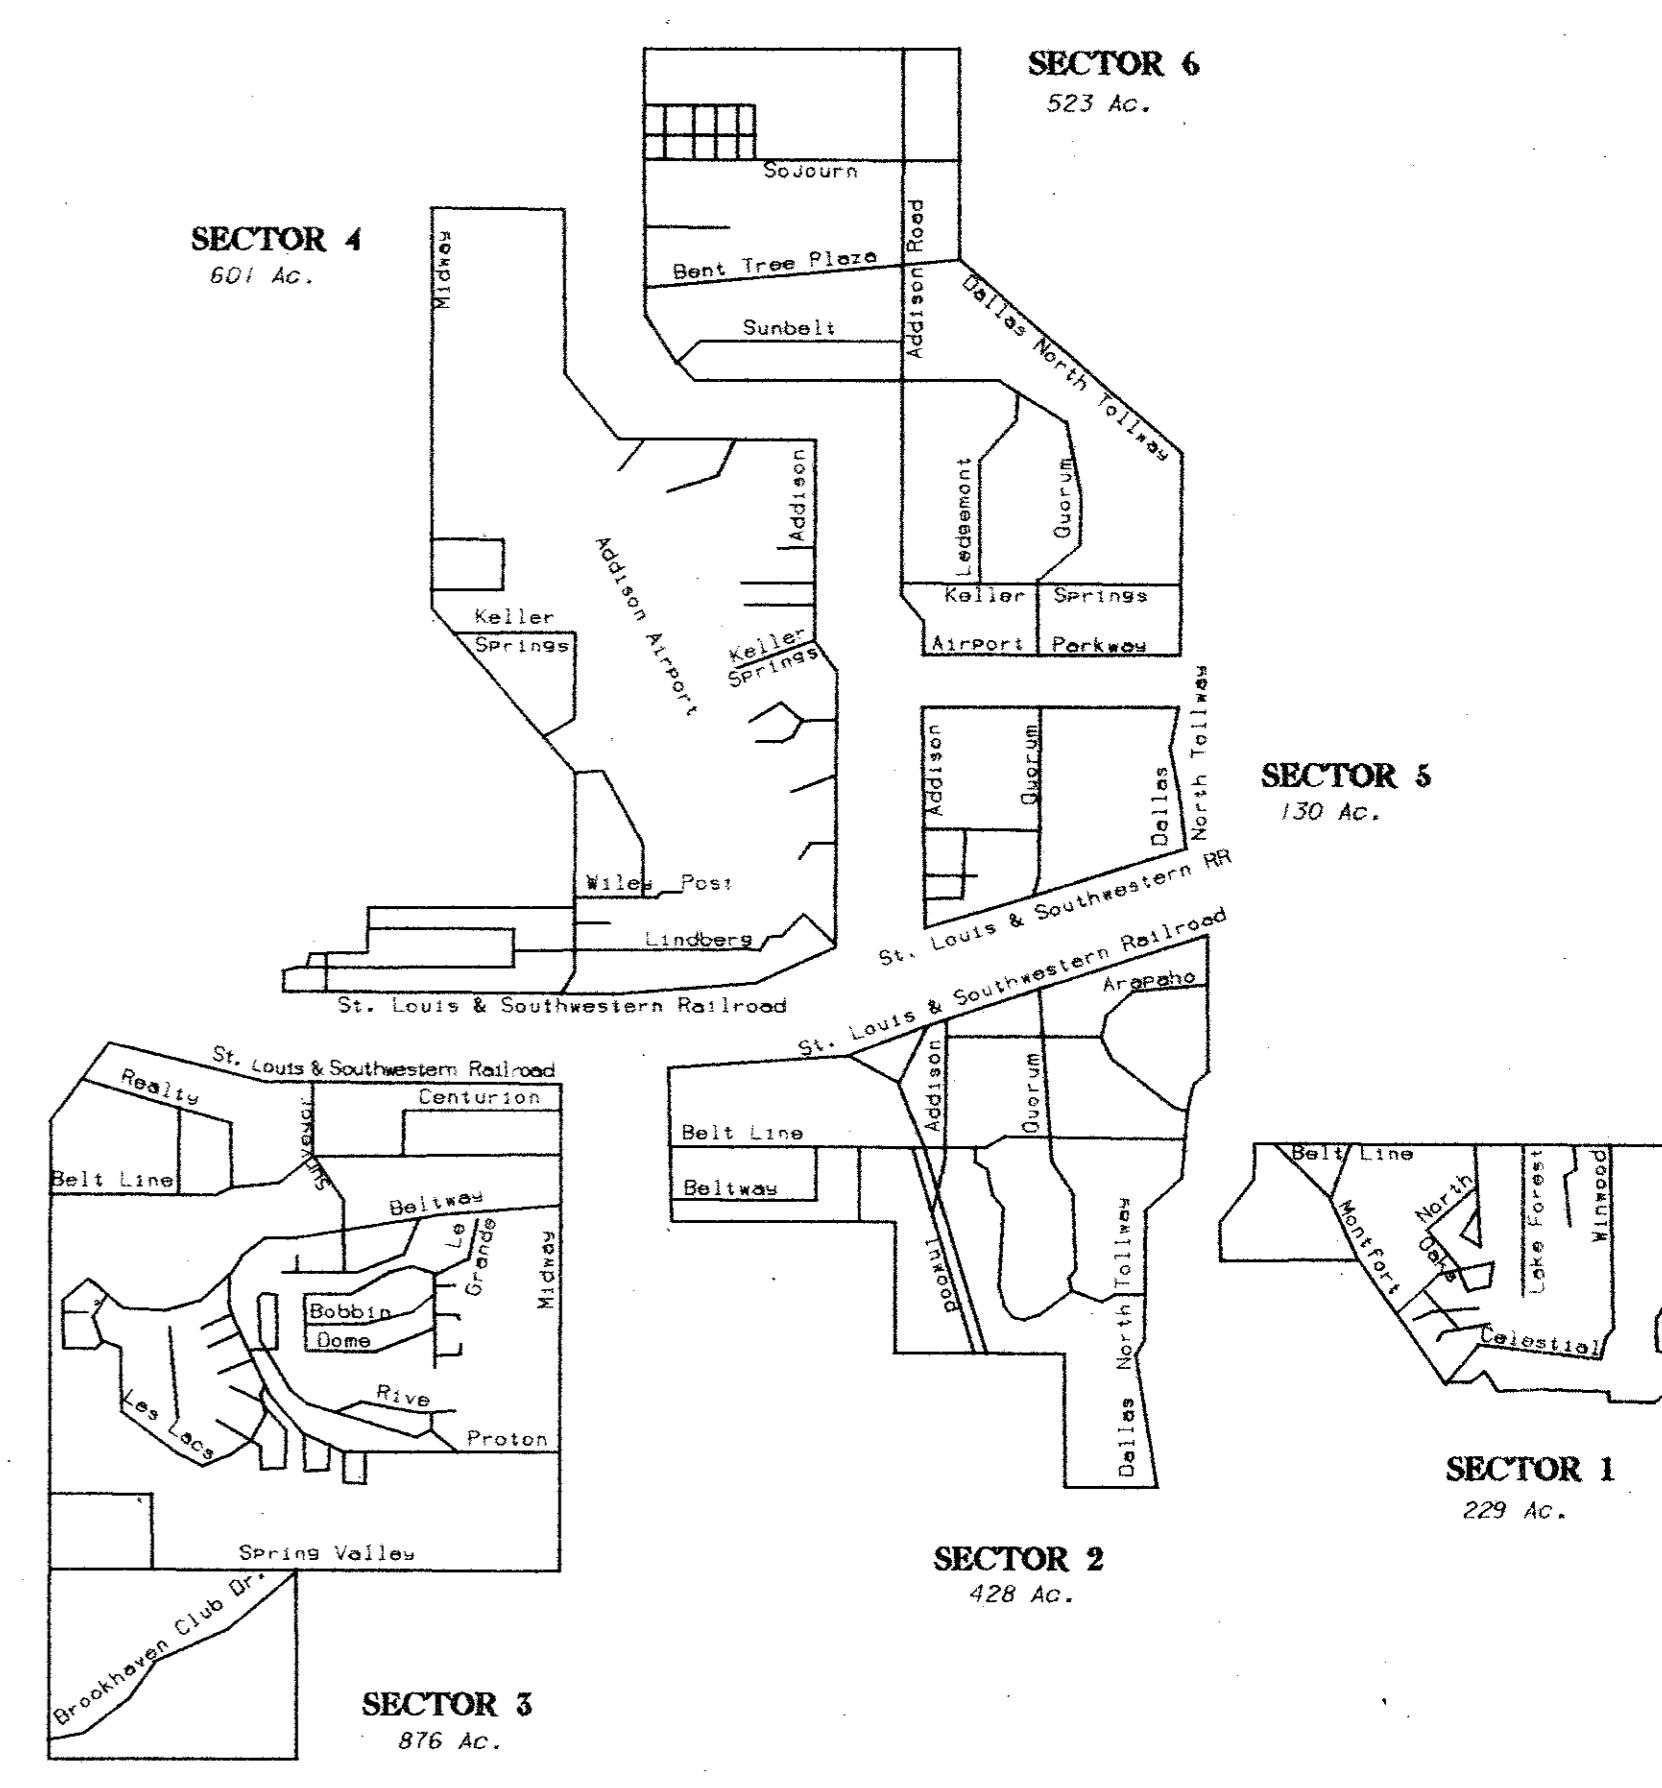 SECTOR 6
523 Ac.
Sojourn
Addison Road
Bent Tree Plaza
Addison Road
Dallas North Tollway
Sunbelt
Ledgemont
Quorum
Keller Springs
Airport Parkway
SECTOR 4
601 Ac.
Midway
Addison
Addison Airport
Keller
Springs
Keller
Springs
Wiley Post
Lindberg
St. Louis & Southwestern Railroad
SECTOR 5
130 Ac.
Addison
Quorum
Dallas
North Tollway
St. Louis & Southwestern RR
St. Louis & Southwestern Railroad
Arapaho
Addison
Quorum
Belt Line
Beltway
Inwood
Dallas North Tollway
SECTOR 2
428 Ac.
Belt Line
Montfort
North
Oaks
Lake Forest
Winwood
Celestial
SECTOR 1
229 Ac.
St. Louis & Southwestern Railroad
Realty
Surveyor
Centurion
Belt Line
Beltway
Le
Grande
Midway
Bobbin
Dome
Les Lacs
Rive
Proton
Spring Valley
Brookhaven Club Dr.
SECTOR 3
876 Ac.